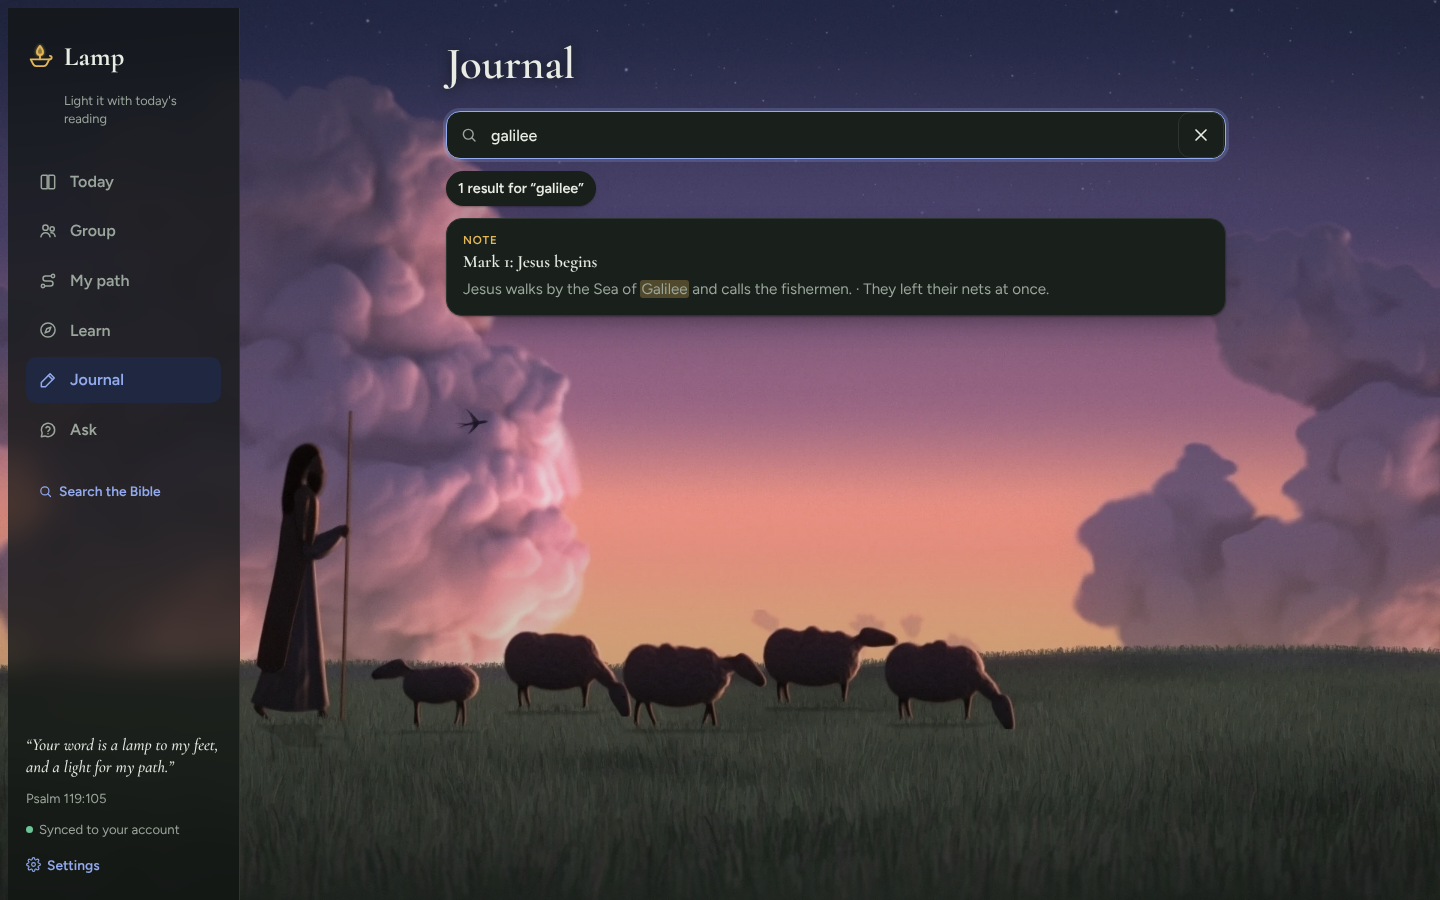 Lamp
Light it with today's
reading
Today
Group
My path
Learn
Journal
Ask
Search the Bible
“Your word is a lamp to my feet,
and a light for my path.”
Psalm 119:105
Synced to your account
Settings
Journal
galilee
1 result for “galilee”
NOTE
Mark 1: Jesus begins
Jesus walks by the Sea of Galilee and calls the fishermen. · They left their nets at once.